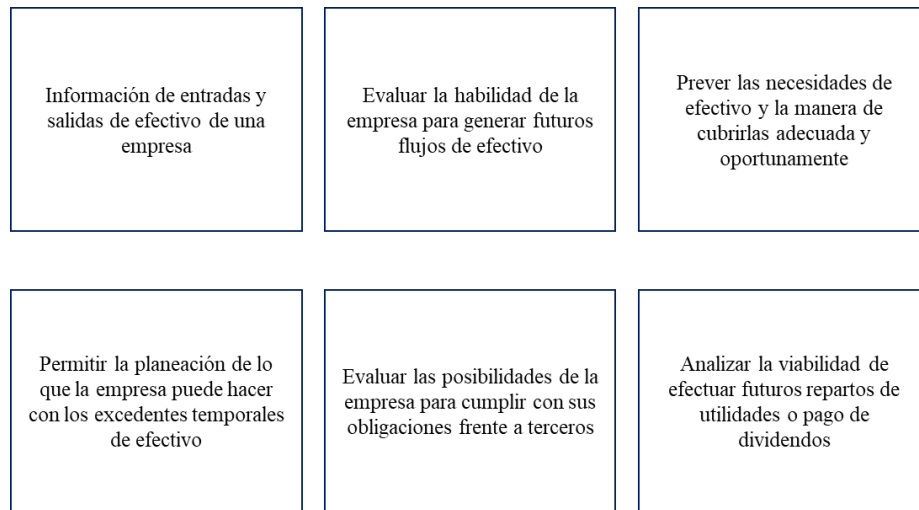 Información de entradas y
salidas de efectivo de una
empresa
Evaluar la habilidad de la
empresa para generar futuros
flujos de efectivo
Prever las necesidades de
efectivo y la manera de
cubrirlas adecuada y
oportunamente
Permitir la planeación de lo
que la empresa puede hacer
con los excedentes temporales
de efectivo
Evaluar las posibilidades de la
empresa para cumplir con sus
obligaciones frente a terceros
Analizar la viabilidad de
efectuar futuros repartos de
utilidades o pago de
dividendos